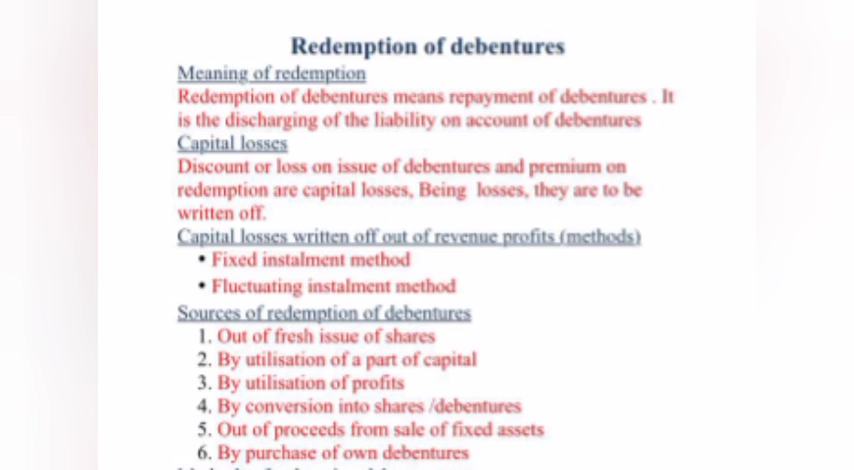 Redemption of debentures
Meaning of redemption
Redemption of debentures means repayment of debentures . It
is the discharging of the liability on account of debentures
Capital losses
Discount or loss on issue of debentures and premium on
redemption are capital losses, Being losses, they are to be
written off.
Capital losses written off out of revenue profits (methods)
• Fixed instalment method
• Fluctuating instalment method
Sources of redemption of debentures
1. Out of fresh issue of shares
2. By utilisation of a part of capital
3. By utilisation of profits
4. By conversion into shares /debentures
5. Out of proceeds from sale of fixed assets
6. By purchase of own debentures